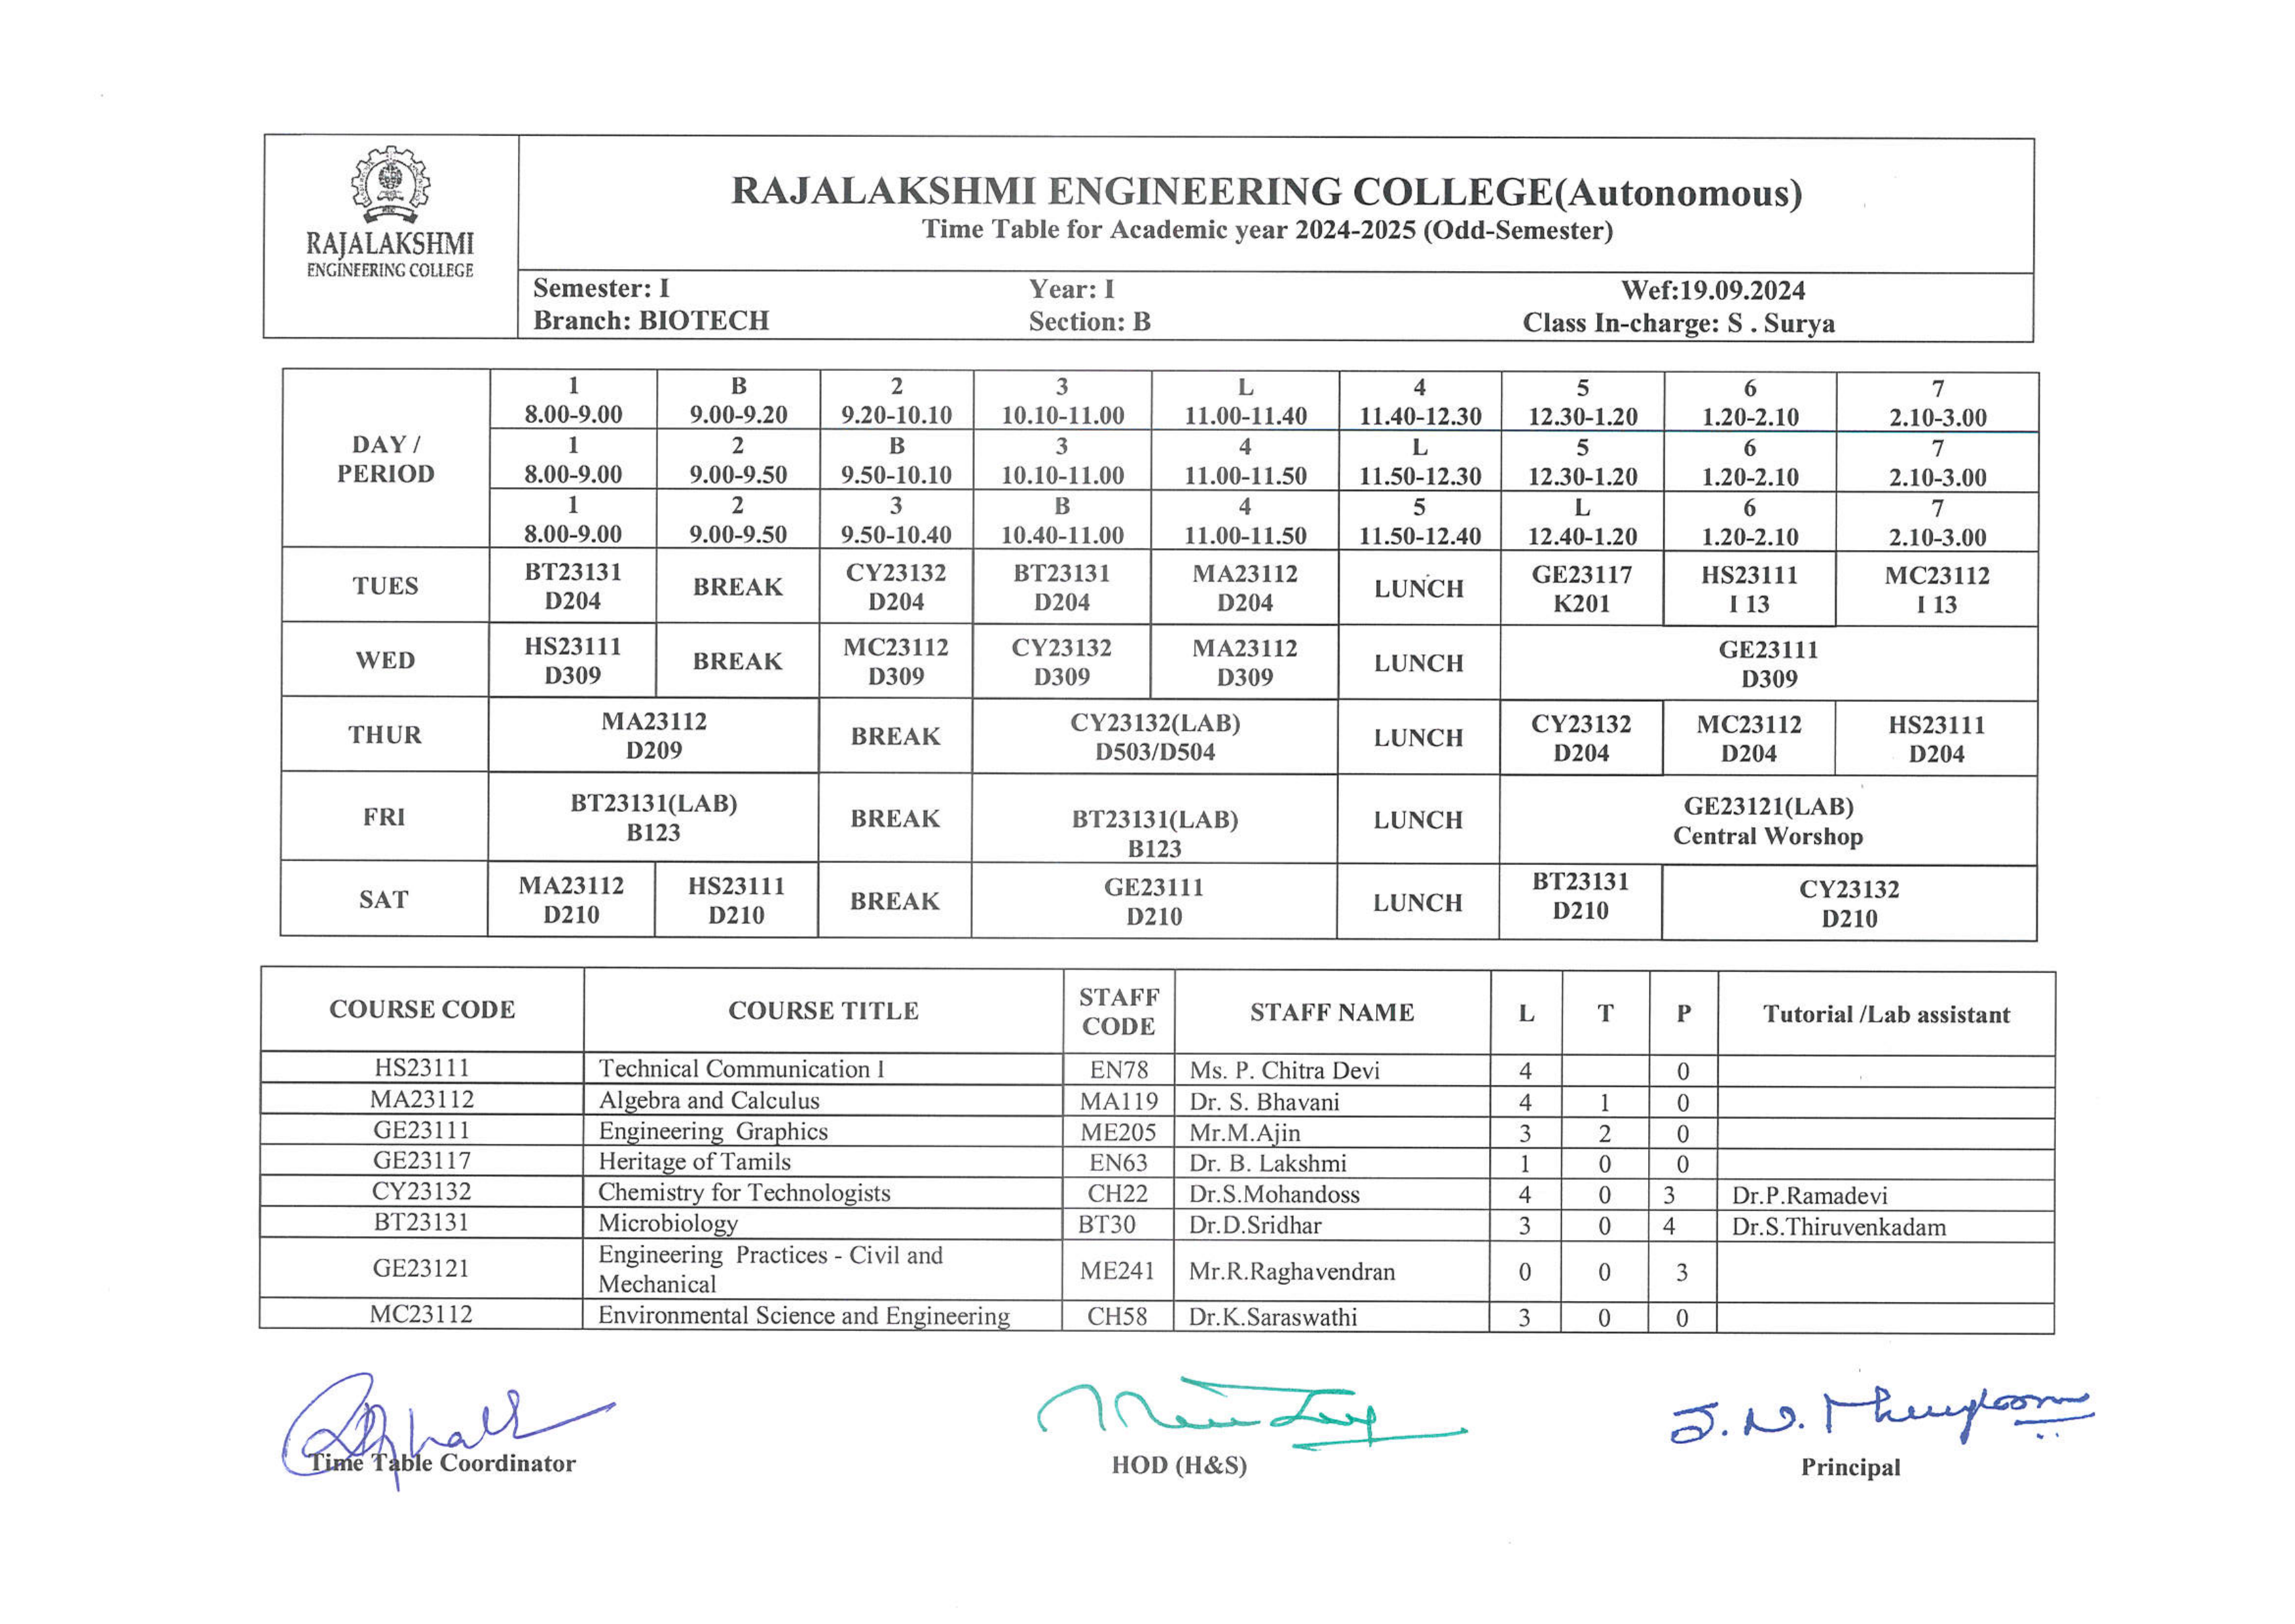 RAJALAKSHMI
ENGINEERING COLLEGE
RAJALAKSHMI ENGINEERING COLLEGE(Autonomous)
Time Table for Academic year 2024-2025 (Odd-Semester)
Semester: I Year: I Wef:19.09.2024
Branch: BIOTECH Section: B Class In-charge: S . Surya
DAY / PERIOD
1 B 2 3 L 4 5 6 7
8.00-9.00 9.00-9.20 9.20-10.10 10.10-11.00 11.00-11.40 11.40-12.30 12.30-1.20 1.20-2.10 2.10-3.00
1 2 B 3 4 L 5 6 7
8.00-9.00 9.00-9.50 9.50-10.10 10.10-11.00 11.00-11.50 11.50-12.30 12.30-1.20 1.20-2.10 2.10-3.00
1 2 3 B 4 5 L 6 7
8.00-9.00 9.00-9.50 9.50-10.40 10.40-11.00 11.00-11.50 11.50-12.40 12.40-1.20 1.20-2.10 2.10-3.00
TUES BT23131 BREAK CY23132 BT23131 MA23112 LUNCH GE23117 HS23111 MC23112
D204 D204 D204 D204 K201 I 13 I 13
WED HS23111 BREAK MC23112 CY23132 MA23112 LUNCH GE23111
D309 D309 D309 D309 D309
THUR MA23112 BREAK CY23132(LAB) LUNCH CY23132 MC23112 HS23111
D209 D503/D504 D204 D204 D204
FRI BT23131(LAB) BREAK BT23131(LAB) LUNCH GE23121(LAB)
B123 B123 Central Worshop
SAT MA23112 HS23111 BREAK GE23111 LUNCH BT23131 CY23132
D210 D210 D210 D210 D210
COURSE CODE COURSE TITLE STAFF CODE STAFF NAME L T P Tutorial /Lab assistant
HS23111 Technical Communication I EN78 Ms. P. Chitra Devi 4 0
MA23112 Algebra and Calculus MA119 Dr. S. Bhavani 4 1 0
GE23111 Engineering Graphics ME205 Mr.M.Ajin 3 2 0
GE23117 Heritage of Tamils EN63 Dr. B. Lakshmi 1 0 0
CY23132 Chemistry for Technologists CH22 Dr.S.Mohandoss 4 0 3 Dr.P.Ramadevi
BT23131 Microbiology BT30 Dr.D.Sridhar 3 0 4 Dr.S.Thiruvenkadam
GE23121 Engineering Practices - Civil and Mechanical ME241 Mr.R.Raghavendran 0 0 3
MC23112 Environmental Science and Engineering CH58 Dr.K.Saraswathi 3 0 0
Time Table Coordinator HOD (H&S) Principal